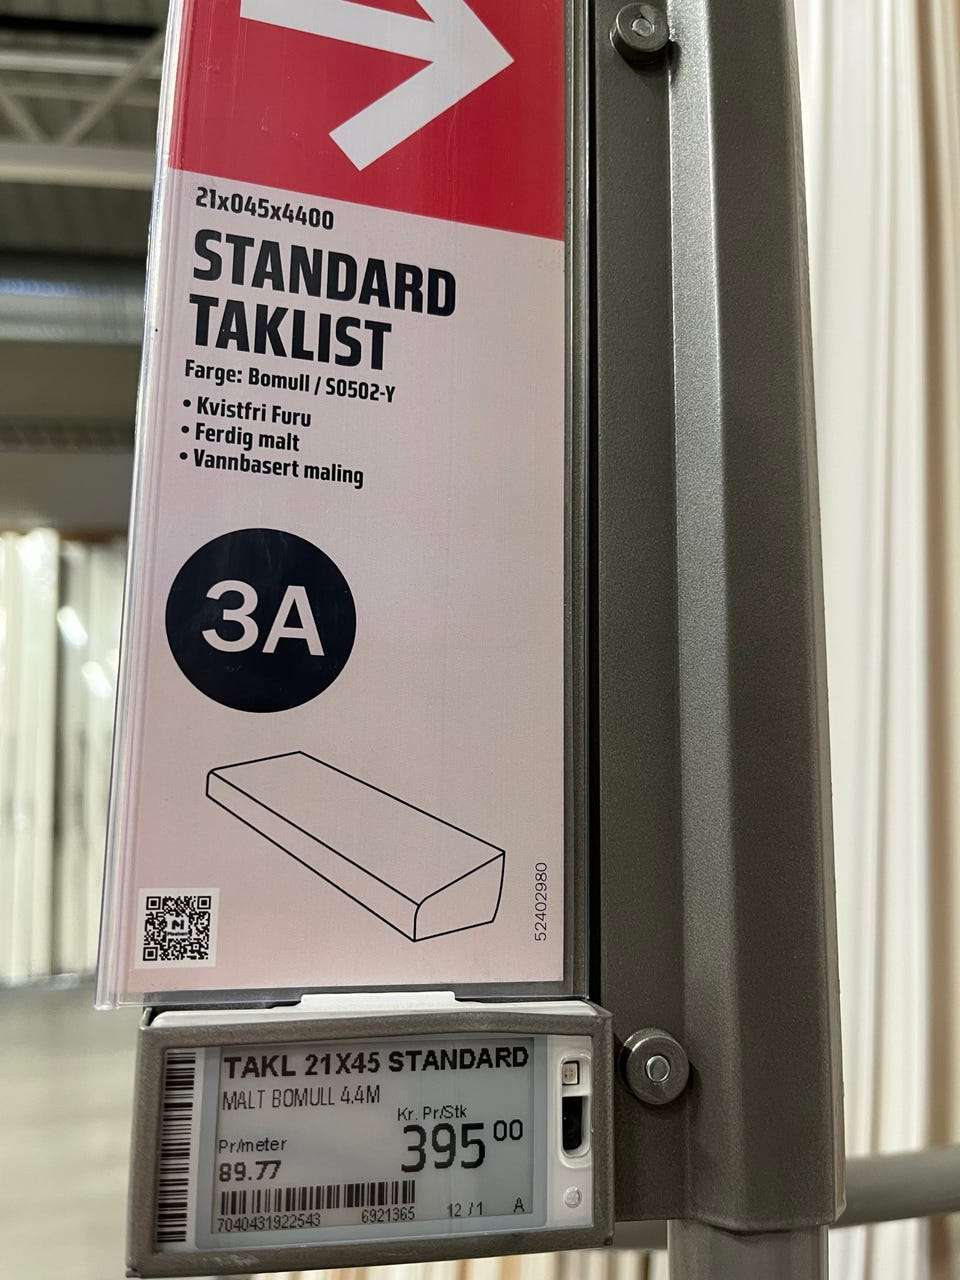 21x045x4400
STANDARD
TAKLIST
Farge: Bomull / S0502-Y
• Kvistfri Furu
• Ferdig malt
• Vannbasert maling
3A
52402980
TAKL 21X45 STANDARD
MALT BOMULL 4,4M
Kr. Pr/Stk
395 00
Pr/meter
89.77
7040431922543 6921365 12 / 1 A